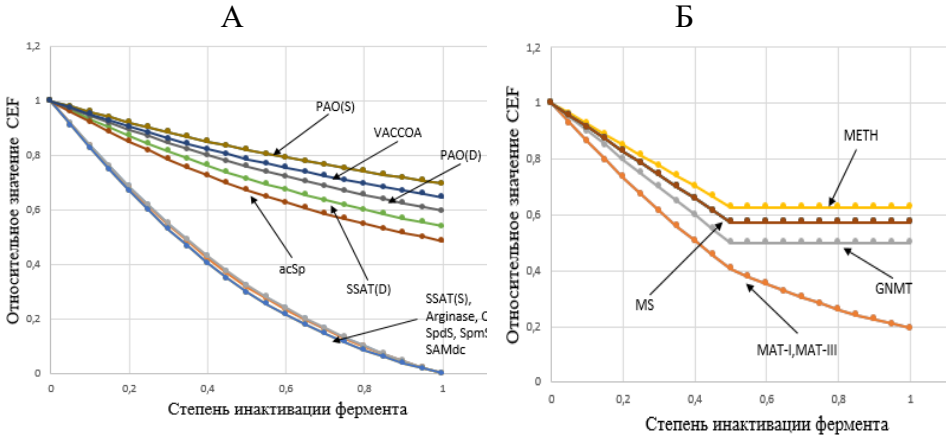 А
Относительное значение CEF
1,2
1
0,8
0,6
0,4
0,2
0
0
0,2
0,4
0,6
0,8
1
PAO(S)
VACCOA
PAO(D)
acSp
SSAT(D)
SSAT(S),
Arginase,
SpdS, SpmS
SAMdc
Степень инактивации фермента
Б
Относительное значение CEF
1,2
1
0,8
0,6
0,4
0,2
0
0
0,2
0,4
0,6
0,8
1
METH
MS
GNMT
MAT-I,MAT-III
Степень инактивации фермента